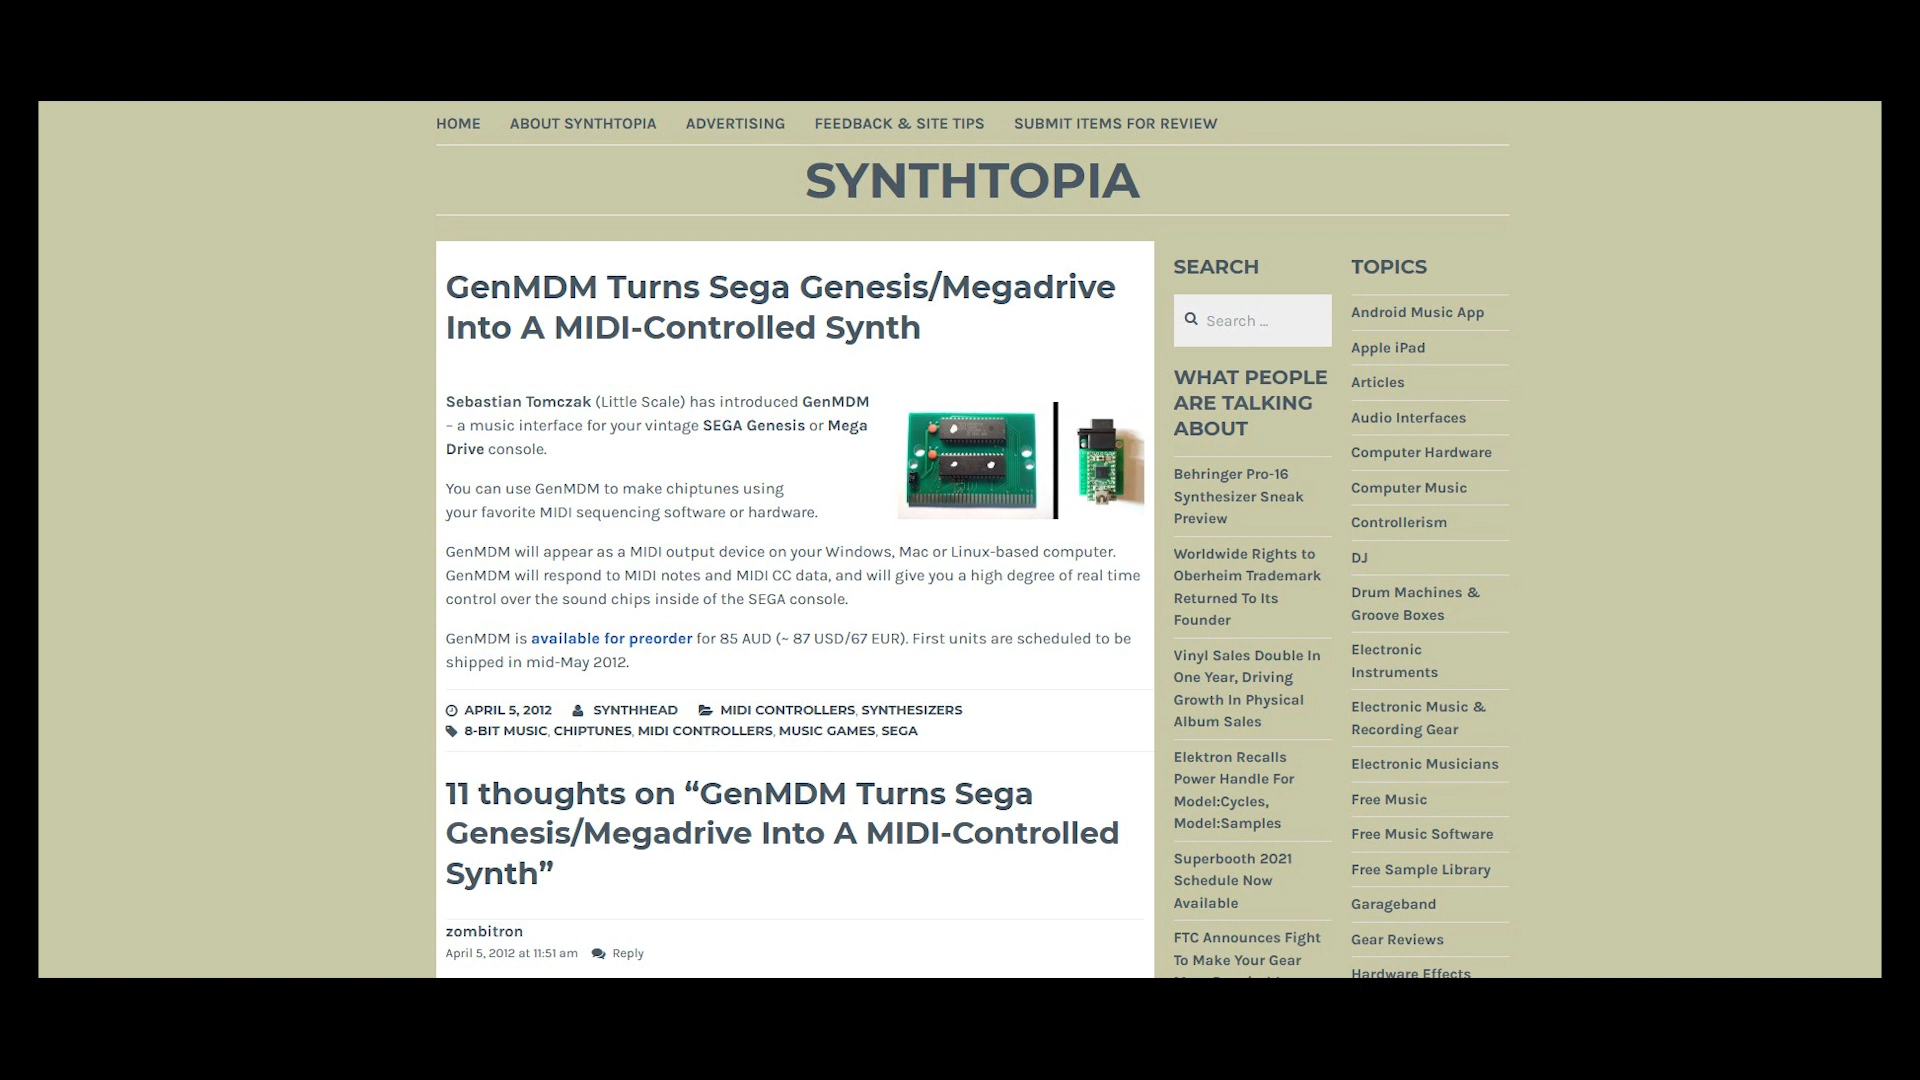 HOME ABOUT SYNTHTOPIA ADVERTISING FEEDBACK & SITE TIPS SUBMIT ITEMS FOR REVIEW
SYNTHTOPIA
GenMDM Turns Sega Genesis/Megadrive
Into A MIDI-Controlled Synth
Sebastian Tomczak (Little Scale) has introduced GenMDM
– a music interface for your vintage SEGA Genesis or Mega
Drive console.
You can use GenMDM to make chiptunes using
your favorite MIDI sequencing software or hardware.
GenMDM will appear as a MIDI output device on your Windows, Mac or Linux-based computer.
GenMDM will respond to MIDI notes and MIDI CC data, and will give you a high degree of real time
control over the sound chips inside of the SEGA console.
GenMDM is available for preorder for 85 AUD (~ 87 USD/67 EUR). First units are scheduled to be
shipped in mid-May 2012.
APRIL 5, 2012 SYNTHHEAD MIDI CONTROLLERS, SYNTHESIZERS
8-BIT MUSIC, CHIPTUNES, MIDI CONTROLLERS, MUSIC GAMES, SEGA
11 thoughts on “GenMDM Turns Sega
Genesis/Megadrive Into A MIDI-Controlled
Synth”
zombitron
April 5, 2012 at 11:51 am Reply
SEARCH
Search ...
WHAT PEOPLE
ARE TALKING
ABOUT
Behringer Pro-16
Synthesizer Sneak
Preview
Worldwide Rights to
Oberheim Trademark
Returned To Its
Founder
Vinyl Sales Double In
One Year, Driving
Growth In Physical
Album Sales
Elektron Recalls
Power Handle For
Model:Cycles,
Model:Samples
Superbooth 2021
Schedule Now
Available
FTC Announces Fight
To Make Your Gear
TOPICS
Android Music App
Apple iPad
Articles
Audio Interfaces
Computer Hardware
Computer Music
Controllerism
DJ
Drum Machines &
Groove Boxes
Electronic
Instruments
Electronic Music &
Recording Gear
Electronic Musicians
Free Music
Free Music Software
Free Sample Library
Garageband
Gear Reviews
Hardware Effects